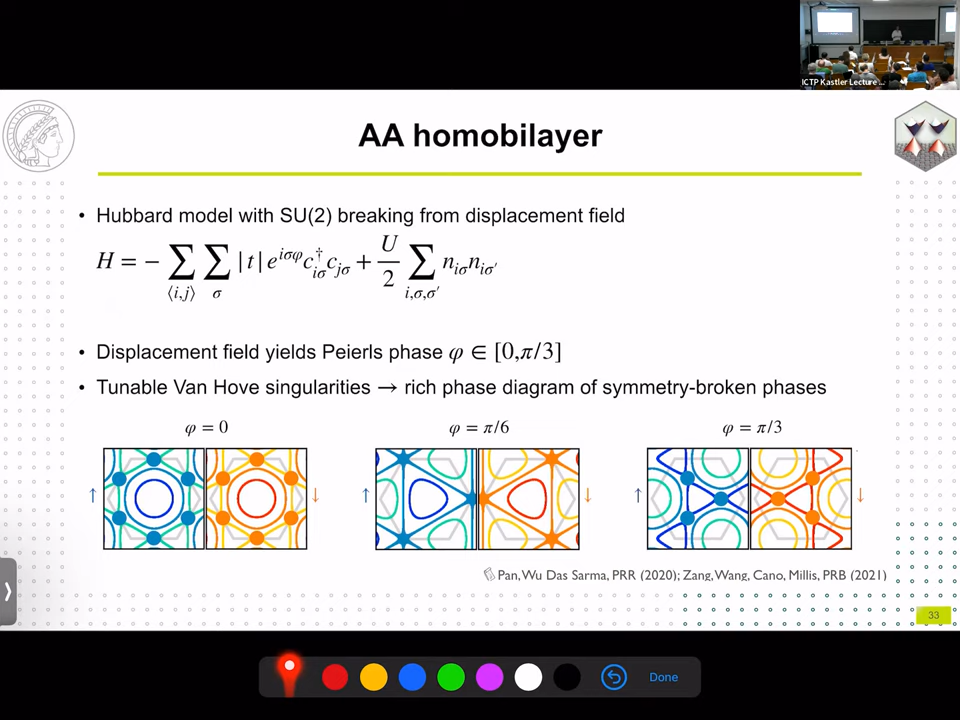 ICTP Kastler Lecture ...
AA homobilayer
• Hubbard model with SU(2) breaking from displacement field
H = − ∑⟨i,j⟩ ∑σ |t| e^{iσφ} c†iσ cjσ + U/2 ∑i,σ,σ′ niσ niσ′
• Displacement field yields Peierls phase φ ∈ [0,π/3]
• Tunable Van Hove singularities → rich phase diagram of symmetry-broken phases
φ = 0 φ = π/6 φ = π/3
↑ ↓ ↑ ↓ ↑ ↓
Pan, Wu Das Sarma, PRR (2020); Zang, Wang, Cano, Millis, PRB (2021)
33
Done